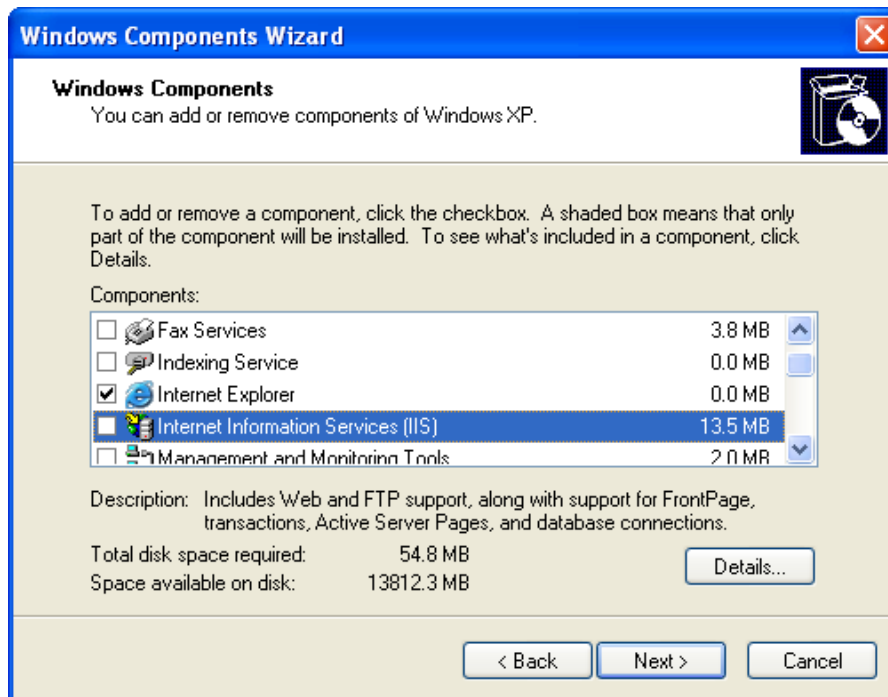 Windows Components Wizard
Windows Components
You can add or remove components of Windows XP.
To add or remove a component, click the checkbox. A shaded box means that only
part of the component will be installed. To see what's included in a component, click
Details.
Components:
Fax Services 3.8 MB
Indexing Service 0.0 MB
Internet Explorer 0.0 MB
Internet Information Services (IIS) 13.5 MB
Management and Monitoring Tools 2.0 MB
Description: Includes Web and FTP support, along with support for FrontPage,
transactions, Active Server Pages, and database connections.
Total disk space required: 54.8 MB
Space available on disk: 13812.3 MB
Details...
< Back Next > Cancel